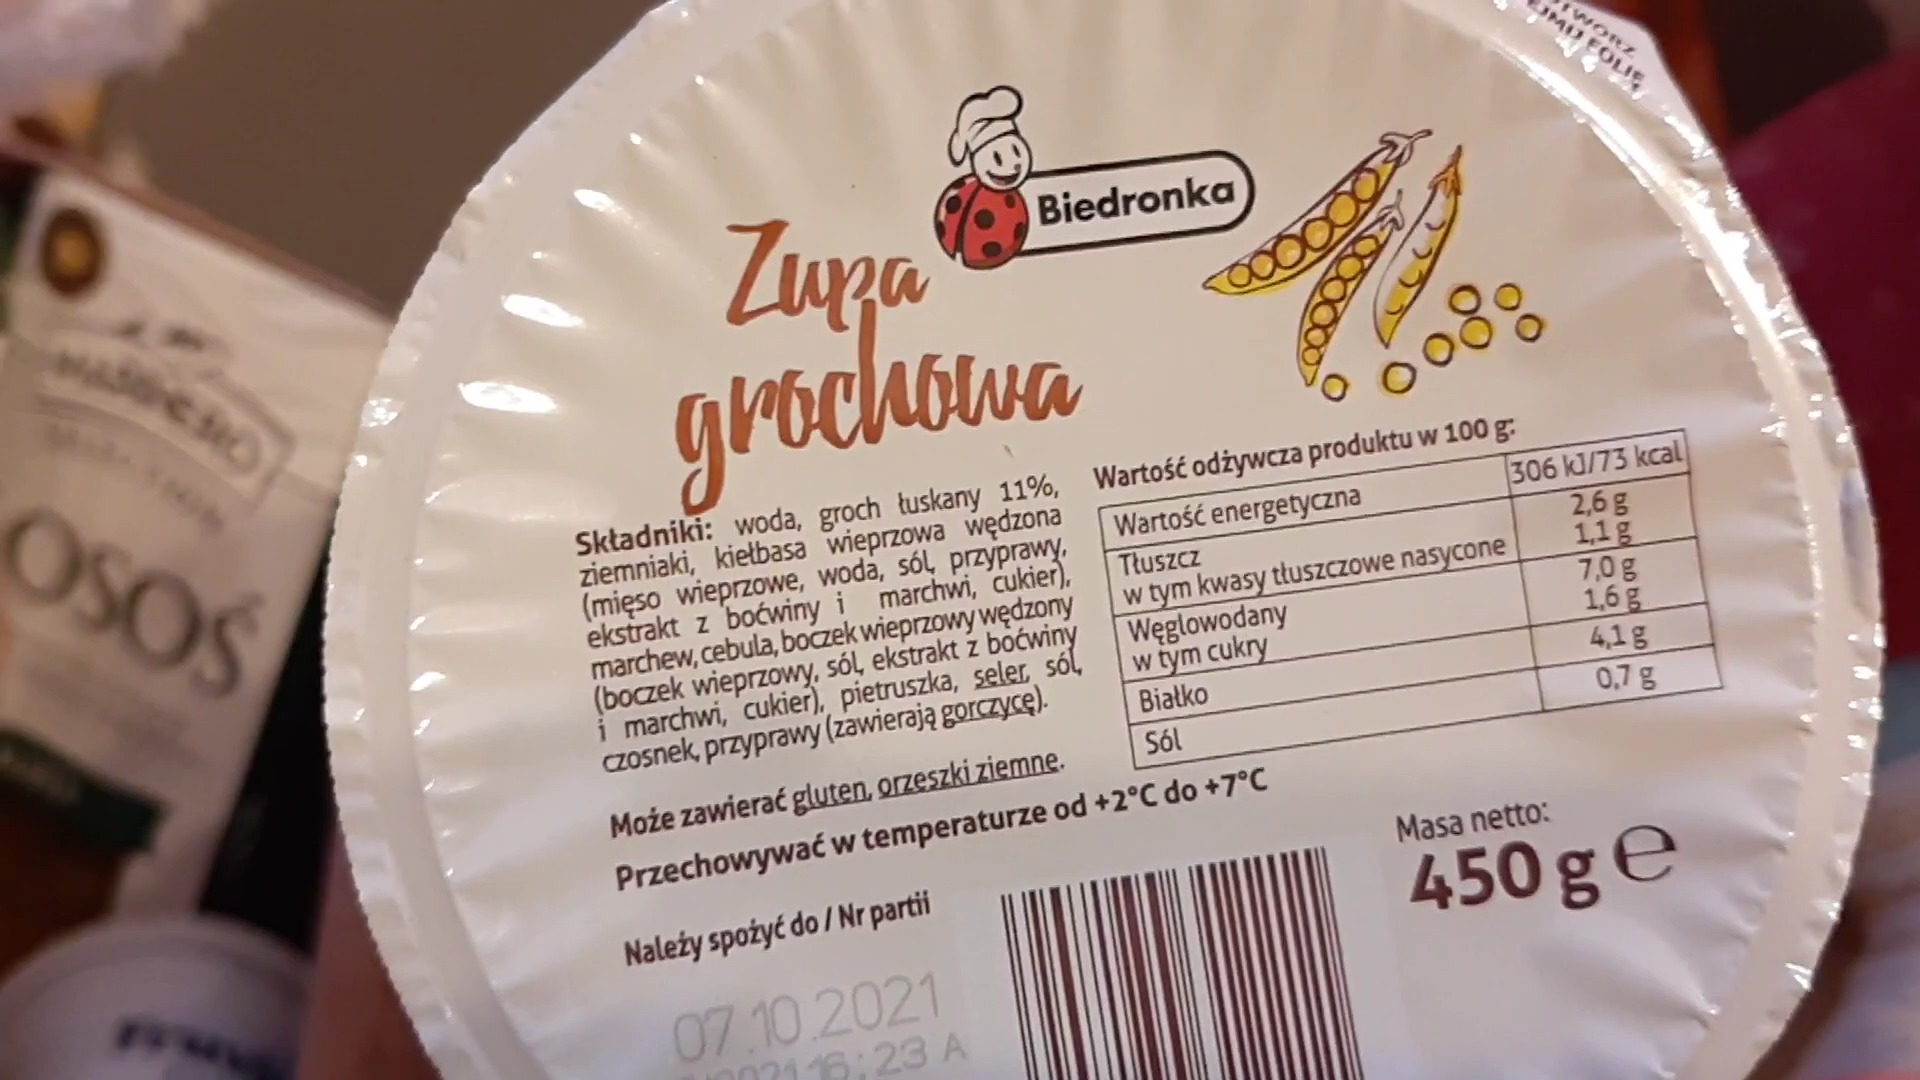 OSOŚ
Biedronka
Zupa
grochowa
Składniki: woda, groch łuskany 11%,
ziemniaki, kiełbasa wieprzowa wędzona
(mięso wieprzowe, woda, sól, przyprawy,
ekstrakt z boćwiny i marchwi, cukier),
marchew, cebula, boczek wieprzowy wędzony
(boczek wieprzowy, sól, ekstrakt z boćwiny
i marchwi, cukier), pietruszka, seler, sól,
czosnek, przyprawy (zawierają gorczycę).
Może zawierać gluten, orzeszki ziemne.
Przechowywać w temperaturze od +2°C do +7°C
Należy spożyć do / Nr partii
07.10.2021
16:23 A
Wartość odżywcza produktu w 100 g:
Wartość energetyczna 306 kJ/73 kcal
Tłuszcz 2,6 g
w tym kwasy tłuszczowe nasycone 1,1 g
Węglowodany 7,0 g
w tym cukry 1,6 g
Białko 4,1 g
Sól 0,7 g
Masa netto:
450 g e
FOLIĘ